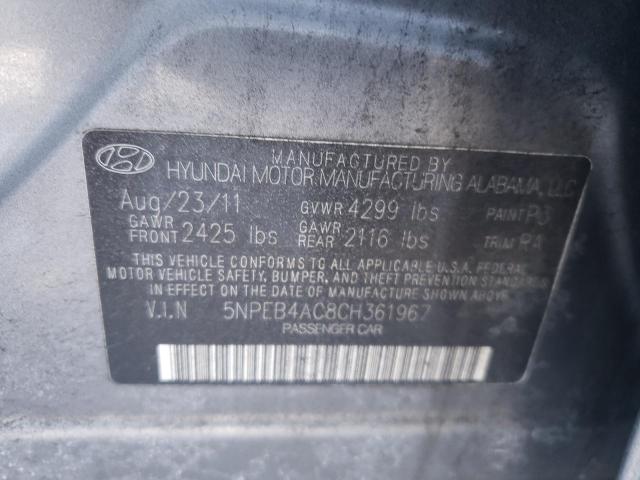 MANUFACTURED BY
HYUNDAI MOTOR MANUFACTURING ALABAMA, LLC
Aug/23/11 GVWR 4299 lbs PAINT P3
GAWR FRONT 2425 lbs GAWR REAR 2116 lbs TRIM RA
THIS VEHICLE CONFORMS TO ALL APPLICABLE U.S.A. FEDERAL
MOTOR VEHICLE SAFETY, BUMPER, AND THEFT PREVENTION STANDARDS
IN EFFECT ON THE DATE OF MANUFACTURE SHOWN ABOVE.
V.I.N 5NPEB4AC8CH361967
PASSENGER CAR